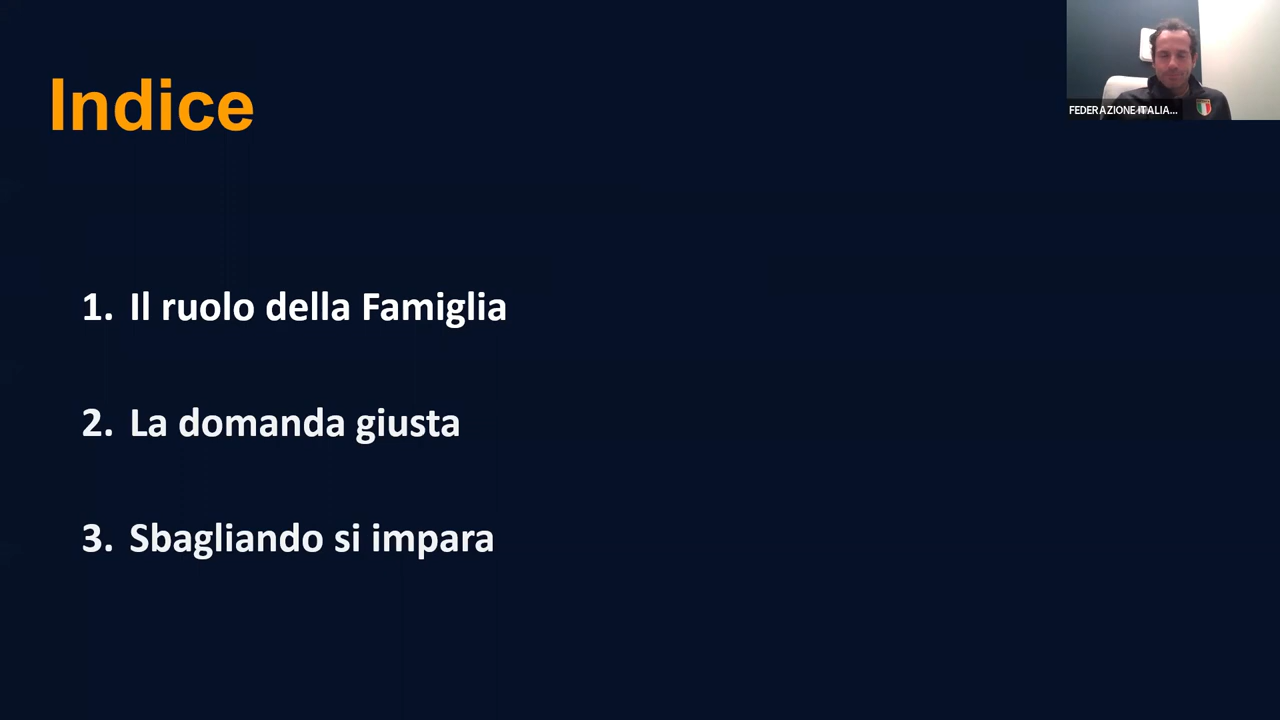 Indice
FEDERAZIONE ITALIA...
1. Il ruolo della Famiglia
2. La domanda giusta
3. Sbagliando si impara